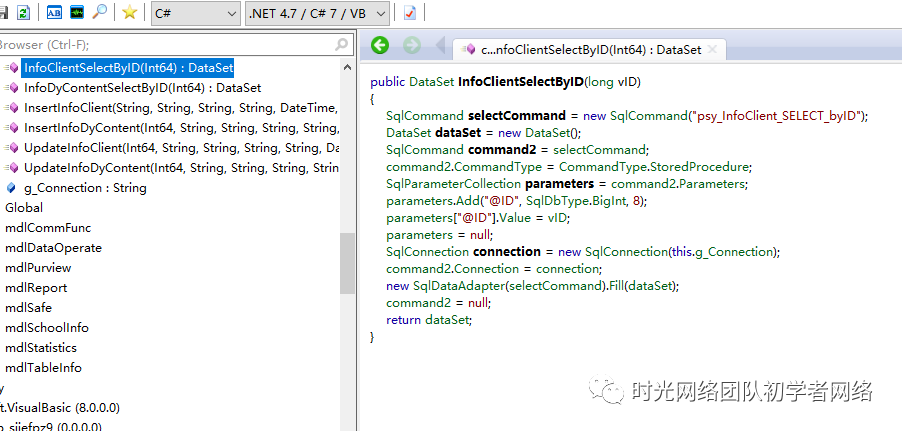 C#
.NET 4.7 / C# 7 / VB
Browser (Ctrl-F);
InfoClientSelectByID(Int64) : DataSet
InfoDyContentSelectByID(Int64) : DataSet
InsertInfoClient(String, String, String, String, DateTime,
InsertInfoDyContent(Int64, String, String, String, String,
UpdateInfoClient(Int64, String, String, String, String, Da
UpdateInfoDyContent(Int64, String, String, String, String
g_Connection : String
Global
mdlCommFunc
mdlDataOperate
mdlPurview
mdlReport
mdlSafe
mdlSchoolInfo
mdlStatistics
mdlTableInfo
y
t.VisualBasic (8.0.0.0)
(0.0.0.0)
c...nfoClientSelectByID(Int64) : DataSet
public DataSet InfoClientSelectByID(long vID)
{
SqlCommand selectCommand = new SqlCommand("psy_InfoClient_SELECT_byID");
DataSet dataSet = new DataSet();
SqlCommand command2 = selectCommand;
command2.CommandType = CommandType.StoredProcedure;
SqlParameterCollection parameters = command2.Parameters;
parameters.Add("@ID", SqlDbType.BigInt, 8);
parameters["@ID"].Value = vID;
parameters = null;
SqlConnection connection = new SqlConnection(this.g_Connection);
command2.Connection = connection;
new SqlDataAdapter(selectCommand).Fill(dataSet);
command2 = null;
return dataSet;
}
时光网络团队初学者网络